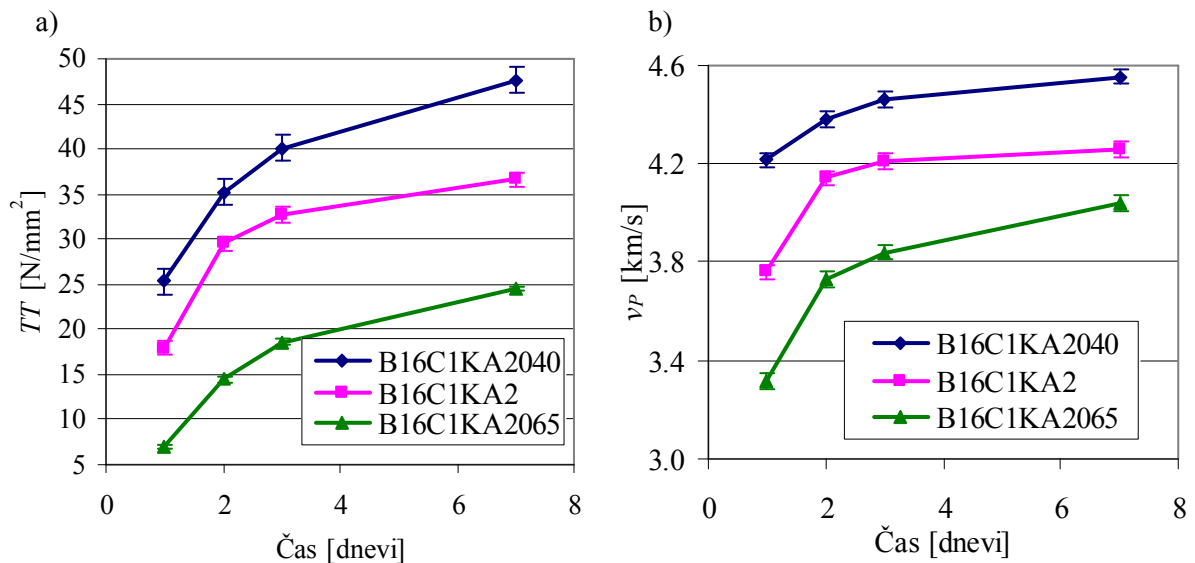 a)
TT [N/mm²]
50
45
40
35
30
25
20
15
10
5
0 2 4 6 8
Čas [dnevi]
B16C1KA2040
B16C1KA2
B16C1KA2065
b)
vP [km/s]
4.6
4.2
3.8
3.4
3.0
0 2 4 6 8
Čas [dnevi]
B16C1KA2040
B16C1KA2
B16C1KA2065